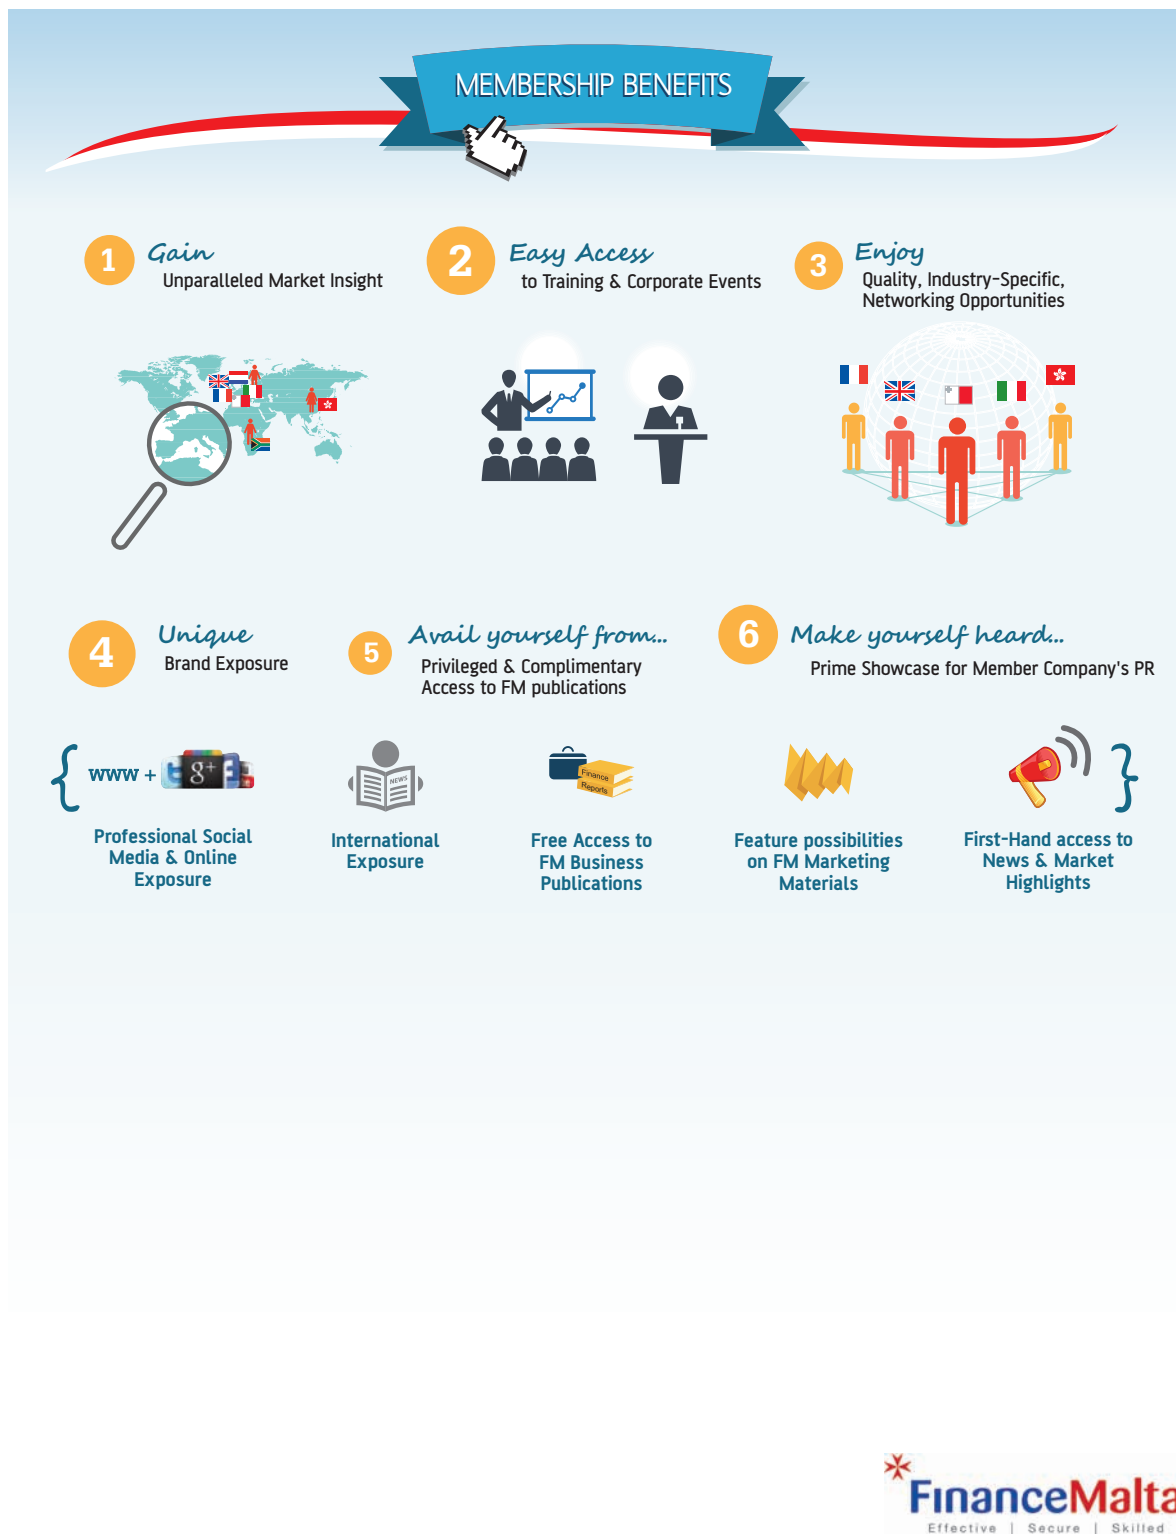 MEMBERSHIP BENEFITS
1
Gain
Unparalleled Market Insight
2
Easy Access
to Training & Corporate Events
3
Enjoy
Quality, Industry-Specific,
Networking Opportunities
4
Unique
Brand Exposure
5
Avail yourself from...
Privileged & Complimentary
Access to FM publications
6
Make yourself heard...
Prime Showcase for Member Company's PR
www +
g+
NEWS
Finance
Reports
Professional Social
Media & Online
Exposure
International
Exposure
Free Access to
FM Business
Publications
Feature possibilities
on FM Marketing
Materials
First-Hand access to
News & Market
Highlights
FinanceMalta
Effective | Secure | Skilled